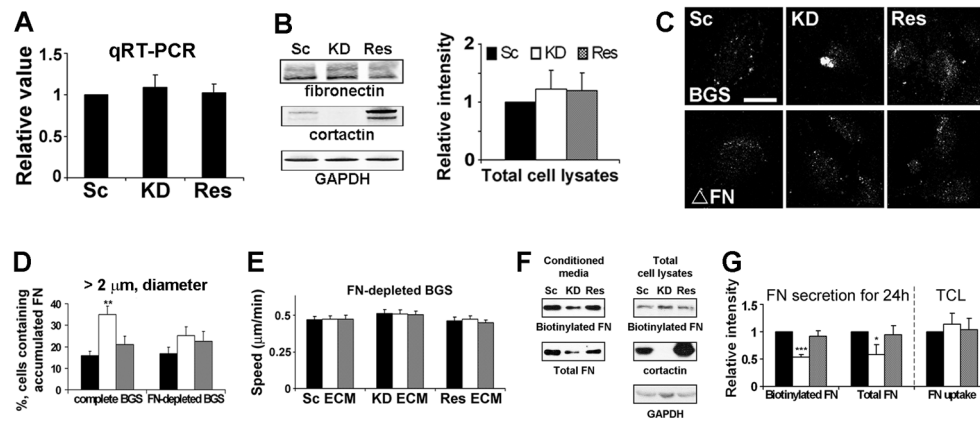 A
qRT-PCR
Relative value
1.5
1
0.5
0
Sc KD Res
B
Sc KD Res
fibronectin
cortactin
GAPDH
Sc KD Res
Relative intensity
2
1.5
1
0.5
0
Total cell lysates
C
Sc KD Res
BGS
△FN
D
> 2 μm, diameter
%, cells containing
accumulated FN
40
30
20
10
0
**
complete BGS FN-depleted BGS
E
FN-depleted BGS
Speed (μm/min)
0.5
0.25
0
Sc ECM KD ECM Res ECM
F
Conditioned
media
Sc KD Res
Biotinylated FN
Total FN
Total
cell lysates
Sc KD Res
Biotinylated FN
cortactin
GAPDH
G
FN secretion for 24h TCL
Relative intensity
1.5
1
0.5
0
*** *
Biotinylated FN Total FN FN uptake